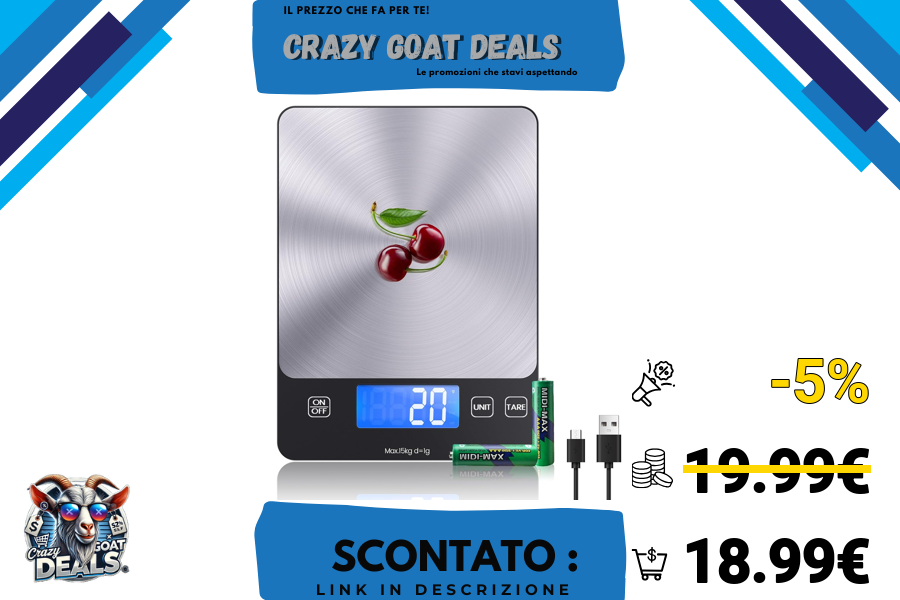 IL PREZZO CHE FA PER TE!
CRAZY GOAT DEALS
Le promozioni che stavi aspettando
20
ON
OFF
UNIT
TARE
Max.15kg d=1g
MIDI-MAX
MIDI-MAX
-5%
19.99€
18.99€
SCONTATO :
LINK IN DESCRIZIONE
$
57%
Crazy
GOAT
DEALS